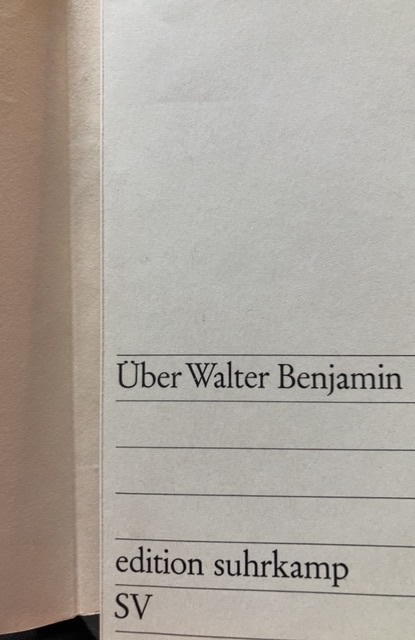 Über Walter Benjamin
edition suhrkamp
SV